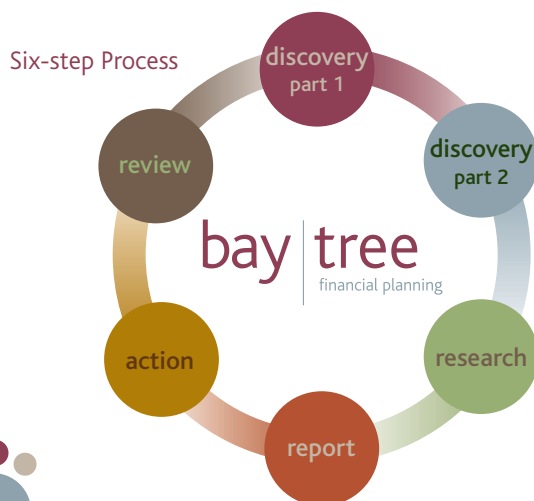 Six-step Process
discovery
part 1
discovery
part 2
research
report
action
review
bay tree
financial planning